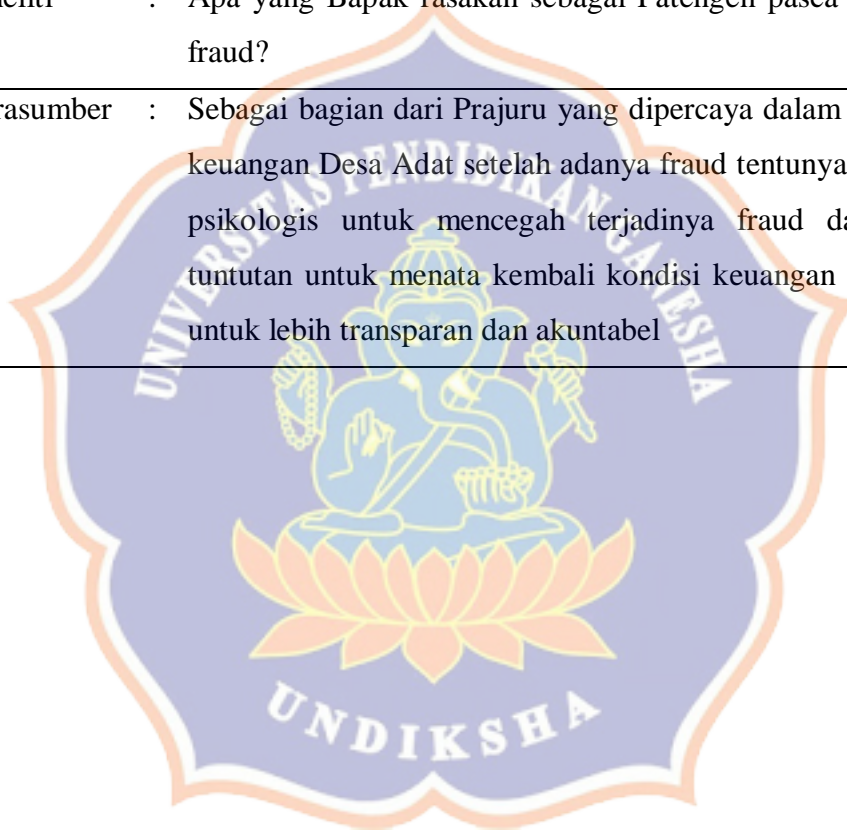 : Apa yang Bapak rasakan sebagai Patengen pasca
fraud?
: Sebagai bagian dari Prajuru yang dipercaya dalam
keuangan Desa Adat setelah adanya fraud tentunya
psikologis untuk mencegah terjadinya fraud
tuntutan untuk menata kembali kondisi keuangan
untuk lebih transparan dan akuntabel
UNIVERSITAS PENDIDIKAN GANESHA
UNDIKSHA